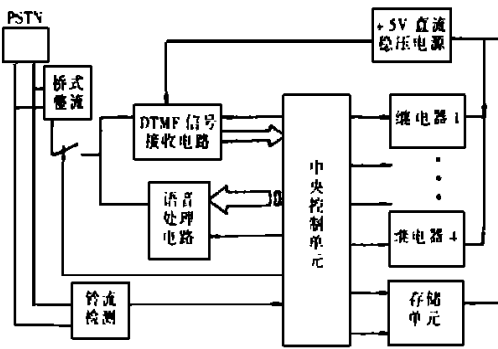 PSTN
+5V 直流
稳压电源
桥式
整流
DTMF 信号
接收电路
继电器 1
中央控制单元
语音
处理
电路
继电器 4
铃流
检测
存储
单元